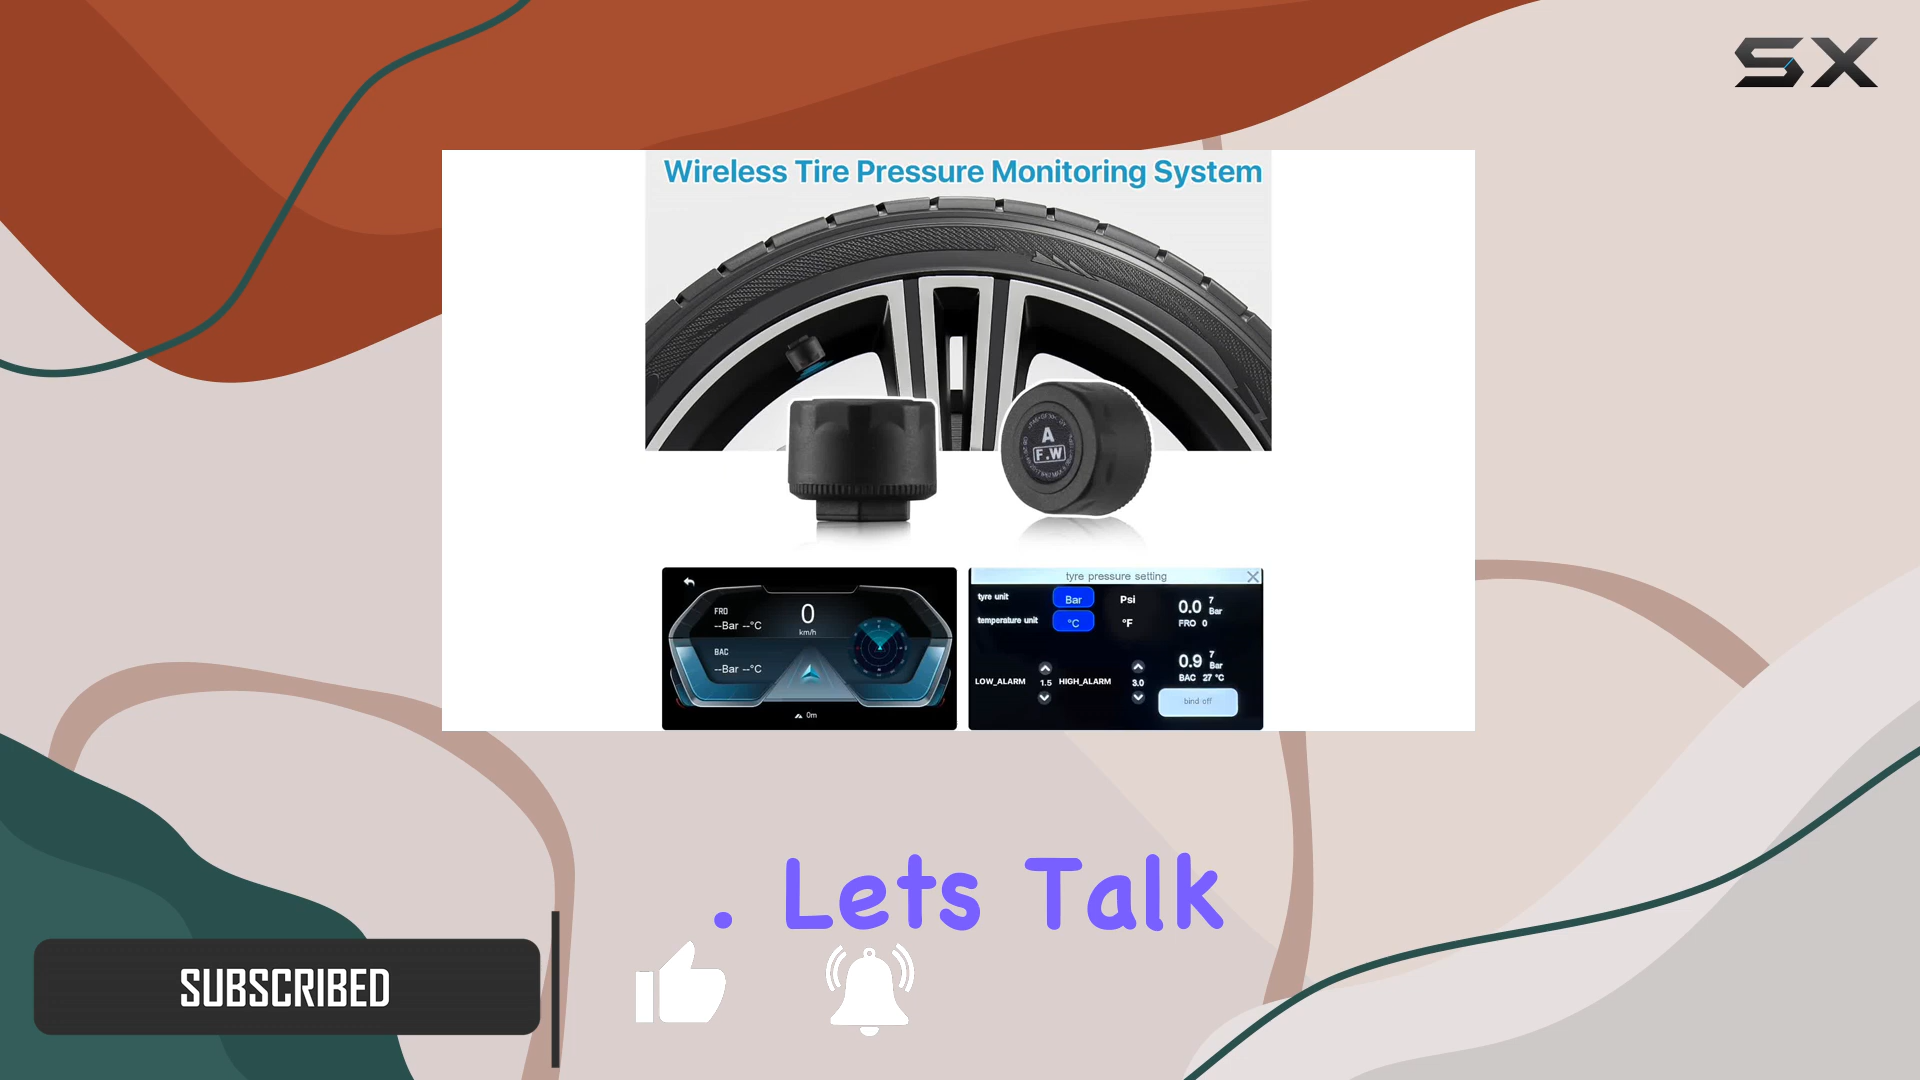 SX
Wireless Tire Pressure Monitoring System
A
F.W
FRO
--Bar --°C
0
km/h
BAC
--Bar --°C
0m
tyre pressure setting
tyre unit
Bar
Psi
temperature unit
°C
°F
0.0
7
Bar
FRO 0
0.9
7
Bar
BAC 27 °C
LOW_ALARM
1.5
HIGH_ALARM
3.0
bind off
. Lets Talk
SUBSCRIBED